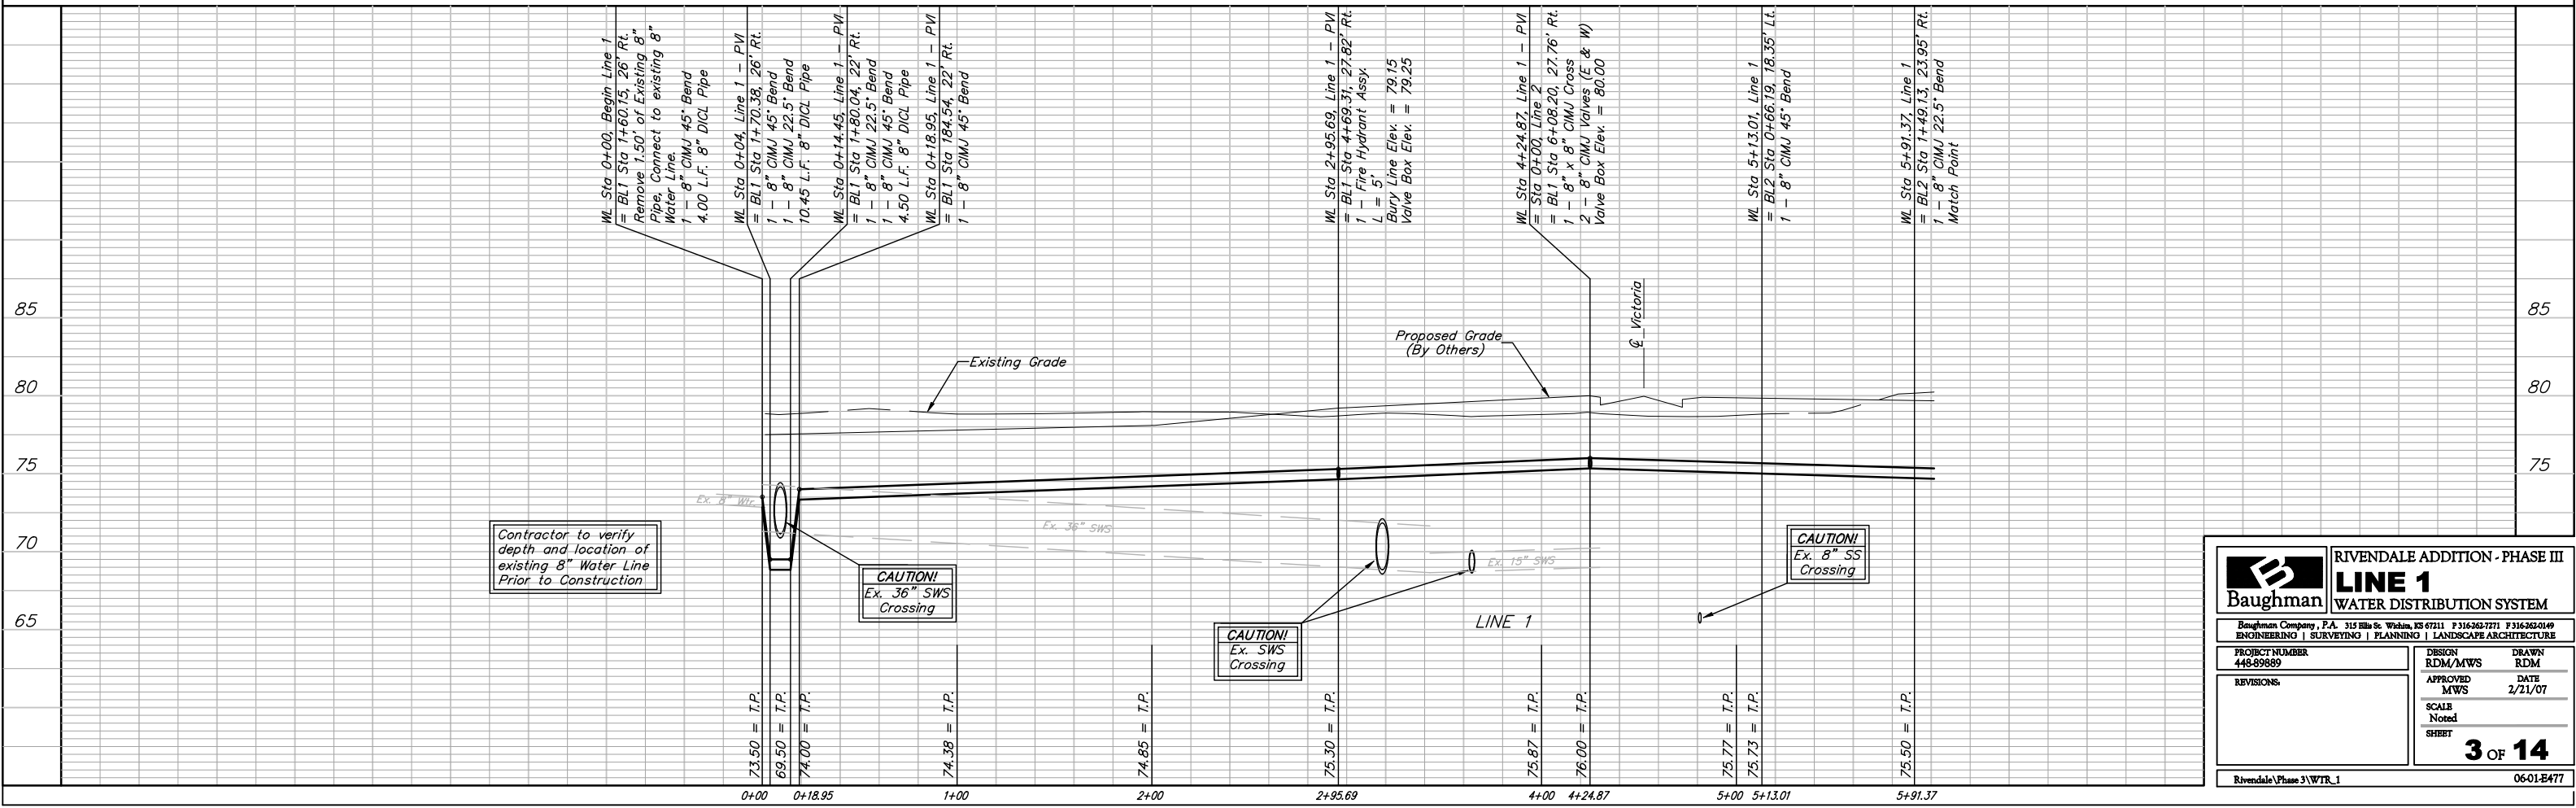 WL Sta 0+00, Begin Line 1
= BL1 Sta 1+60.15, 26' Rt.
Remove 1.50' of Existing 8"
Pipe, Connect to existing 8"
Water Line.
1 - 8" CIMJ 45° Bend
4.00 L.F. 8" DICL Pipe
WL Sta 0+04, Line 1 - PVI
= BL1 Sta 1+70.38, 26' Rt.
1 - 8" CIMJ 45° Bend
1 - 8" CIMJ 22.5° Bend
10.45 L.F. 8" DICL Pipe
WL Sta 0+14.45, Line 1 - PVI
= BL1 Sta 1+80.04, 22' Rt.
1 - 8" CIMJ 22.5° Bend
1 - 8" CIMJ 45° Bend
4.50 L.F. 8" DICL Pipe
WL Sta 0+18.95, Line 1 - PVI
= BL1 Sta 184.54, 22' Rt.
1 - 8" CIMJ 45° Bend
WL Sta 2+95.69, Line 1 - PVI
= BL1 Sta 4+69.31, 27.82' Rt.
1 - Fire Hydrant Assy.
L = 5'
Bury Line Elev. = 79.15
Valve Box Elev. = 79.25
WL Sta 4+24.87, Line 1 - PVI
= Sta 0+00, Line 2
= BL1 Sta 6+08.20, 27.76' Rt.
1 - 8" x 8" CIMJ Cross
2 - 8" CIMJ Valves (E & W)
Valve Box Elev. = 80.00
WL Sta 5+13.01, Line 1
= BL2 Sta 0+66.19, 18.35' Lt.
1 - 8" CIMJ 45° Bend
WL Sta 5+91.37, Line 1
= BL2 Sta 1+49.13, 23.95' Rt.
1 - 8" CIMJ 22.5° Bend
Match Point
85
85
℄ Victoria
Proposed Grade
(By Others)
Existing Grade
80
80
75
75
Ex. 8" Wtr.
Ex. 36" SWS
Ex. 15" SWS
70
Contractor to verify
depth and location of
existing 8" Water Line
Prior to Construction
CAUTION!
Ex. 36" SWS
Crossing
CAUTION!
Ex. SWS
Crossing
CAUTION!
Ex. 8" SS
Crossing
65
LINE 1
73.50 = T.P.
69.50 = T.P.
74.00 = T.P.
74.38 = T.P.
74.85 = T.P.
75.30 = T.P.
75.87 = T.P.
76.00 = T.P.
75.77 = T.P.
75.73 = T.P.
75.50 = T.P.
0+00
0+18.95
1+00
2+00
2+95.69
4+00
4+24.87
5+00
5+13.01
5+91.37
B
Baughman
RIVENDALE ADDITION - PHASE III
LINE 1
WATER DISTRIBUTION SYSTEM
Baughman Company, P.A. 315 Ellis St. Wichita, KS 67211 P 316-262-7271 F 316-262-0149
ENGINEERING | SURVEYING | PLANNING | LANDSCAPE ARCHITECTURE
PROJECT NUMBER
448-89889
REVISIONS:
DESIGN
RDM/MWS
DRAWN
RDM
APPROVED
MWS
DATE
2/21/07
SCALE
Noted
SHEET
3 OF 14
Rivendale\Phase 3\WTR_1
06-01-E477